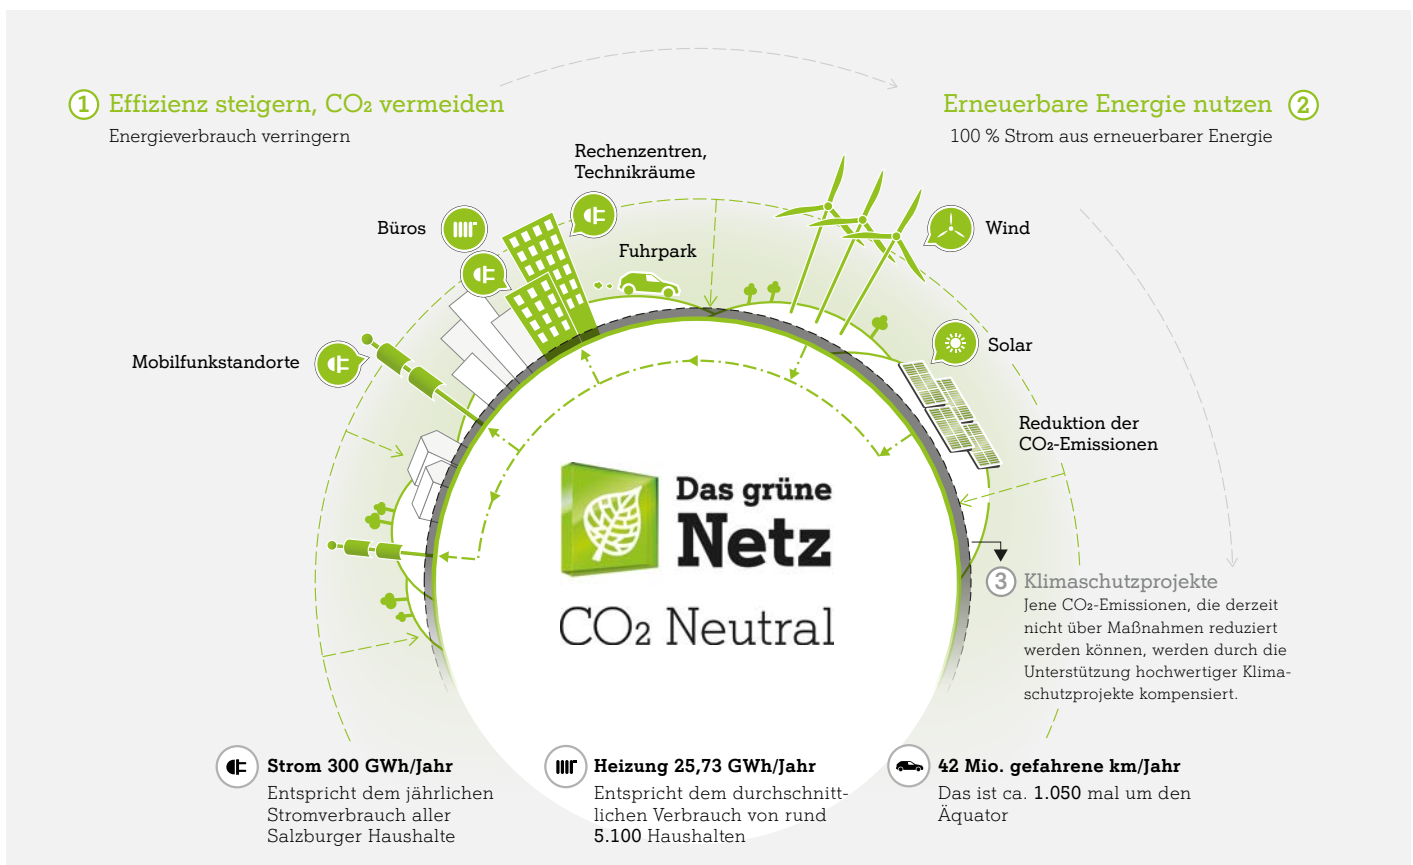 1 Effizienz steigern, CO₂ vermeiden
Energieverbrauch verringern
Erneuerbare Energie nutzen 2
100 % Strom aus erneuerbarer Energie
Rechenzentren,
Technikräume
Büros
Fuhrpark
Wind
Mobilfunkstandorte
Solar
Reduktion der
CO₂-Emissionen
Das grüne
Netz
CO₂ Neutral
3 Klimaschutzprojekte
Jene CO₂-Emissionen, die derzeit
nicht über Maßnahmen reduziert
werden können, werden durch die
Unterstützung hochwertiger Klima-
schutzprojekte kompensiert.
Strom 300 GWh/Jahr
Entspricht dem jährlichen
Stromverbrauch aller
Salzburger Haushalte
Heizung 25,73 GWh/Jahr
Entspricht dem durchschnitt-
lichen Verbrauch von rund
5.100 Haushalten
42 Mio. gefahrene km/Jahr
Das ist ca. 1.050 mal um den
Äquator